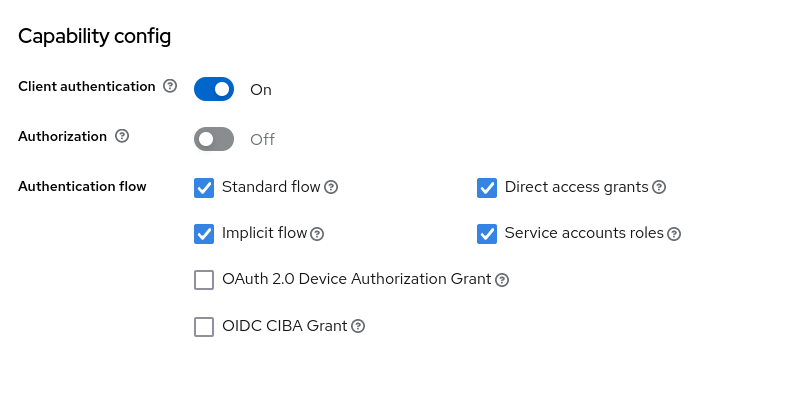 Capability config
Client authentication
On
Authorization
Off
Authentication flow
Standard flow
Direct access grants
Implicit flow
Service accounts roles
OAuth 2.0 Device Authorization Grant
OIDC CIBA Grant